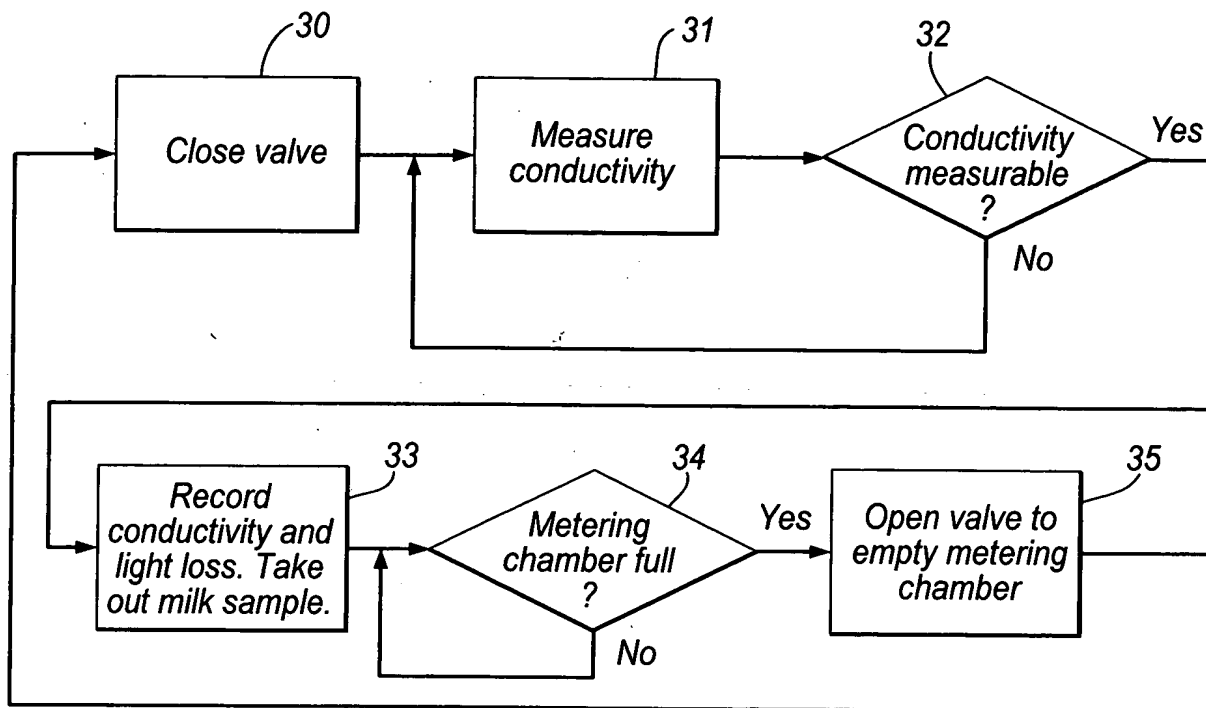 30
Close valve
31
Measure
conductivity
32
Conductivity
measurable
?
Yes
No
33
Record
conductivity and
light loss. Take
out milk sample.
34
Metering
chamber full
?
Yes
No
35
Open valve to
empty metering
chamber